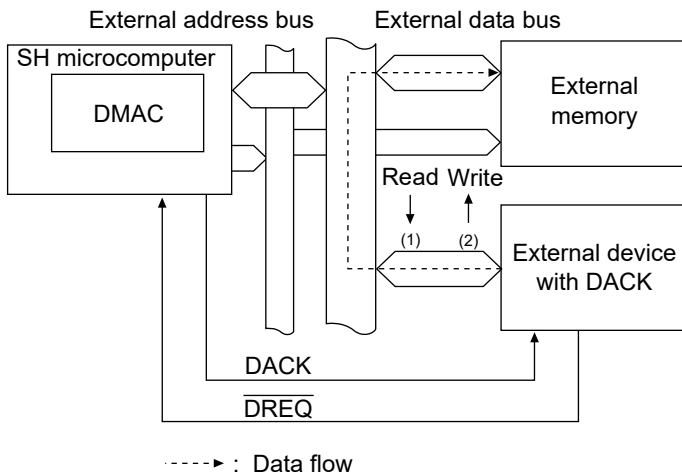 External address bus
External data bus
SH microcomputer
DMAC
External
memory
Read Write
(1) (2)
External device
with DACK
DACK
DREQ
: Data flow